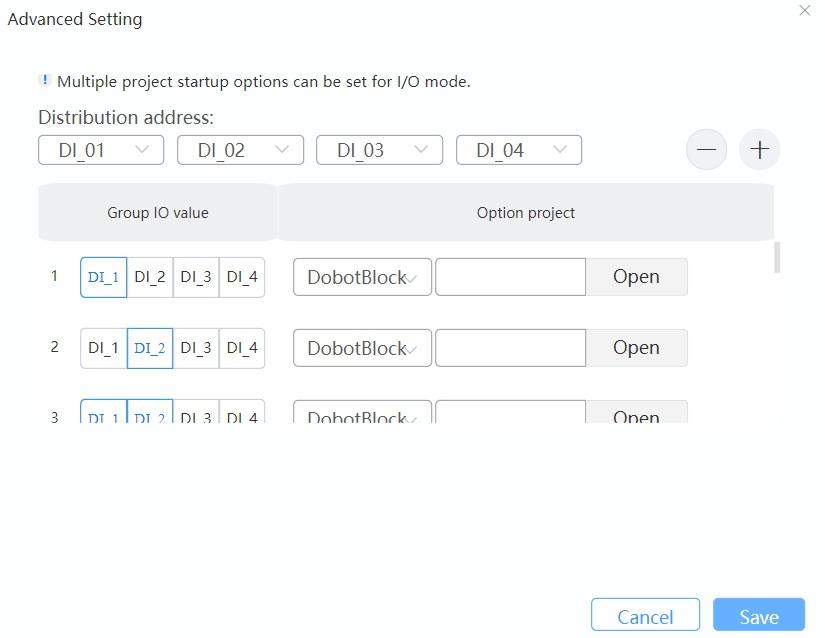 Advanced Setting
! Multiple project startup options can be set for I/O mode.
Distribution address:
DI_01 DI_02 DI_03 DI_04
Group IO value Option project
1 DI_1 DI_2 DI_3 DI_4 DobotBlock Open
2 DI_1 DI_2 DI_3 DI_4 DobotBlock Open
3 DI_1 DI_2 DI_3 DI_4 DobotBlock Open
Cancel Save